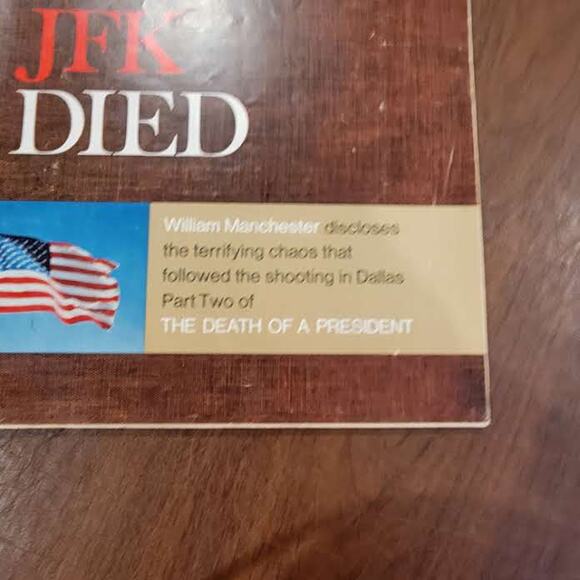 JFK
DIED
William Manchester discloses
the terrifying chaos that
followed the shooting in Dallas
Part Two of
THE DEATH OF A PRESIDENT